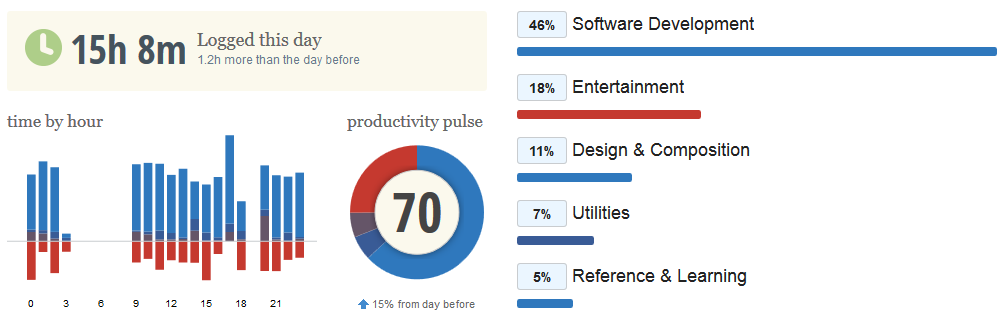 15h 8m
Logged this day
1.2h more than the day before
time by hour
0 3 6 9 12 15 18 21
productivity pulse
70
15% from day before
46% Software Development
18% Entertainment
11% Design & Composition
7% Utilities
5% Reference & Learning